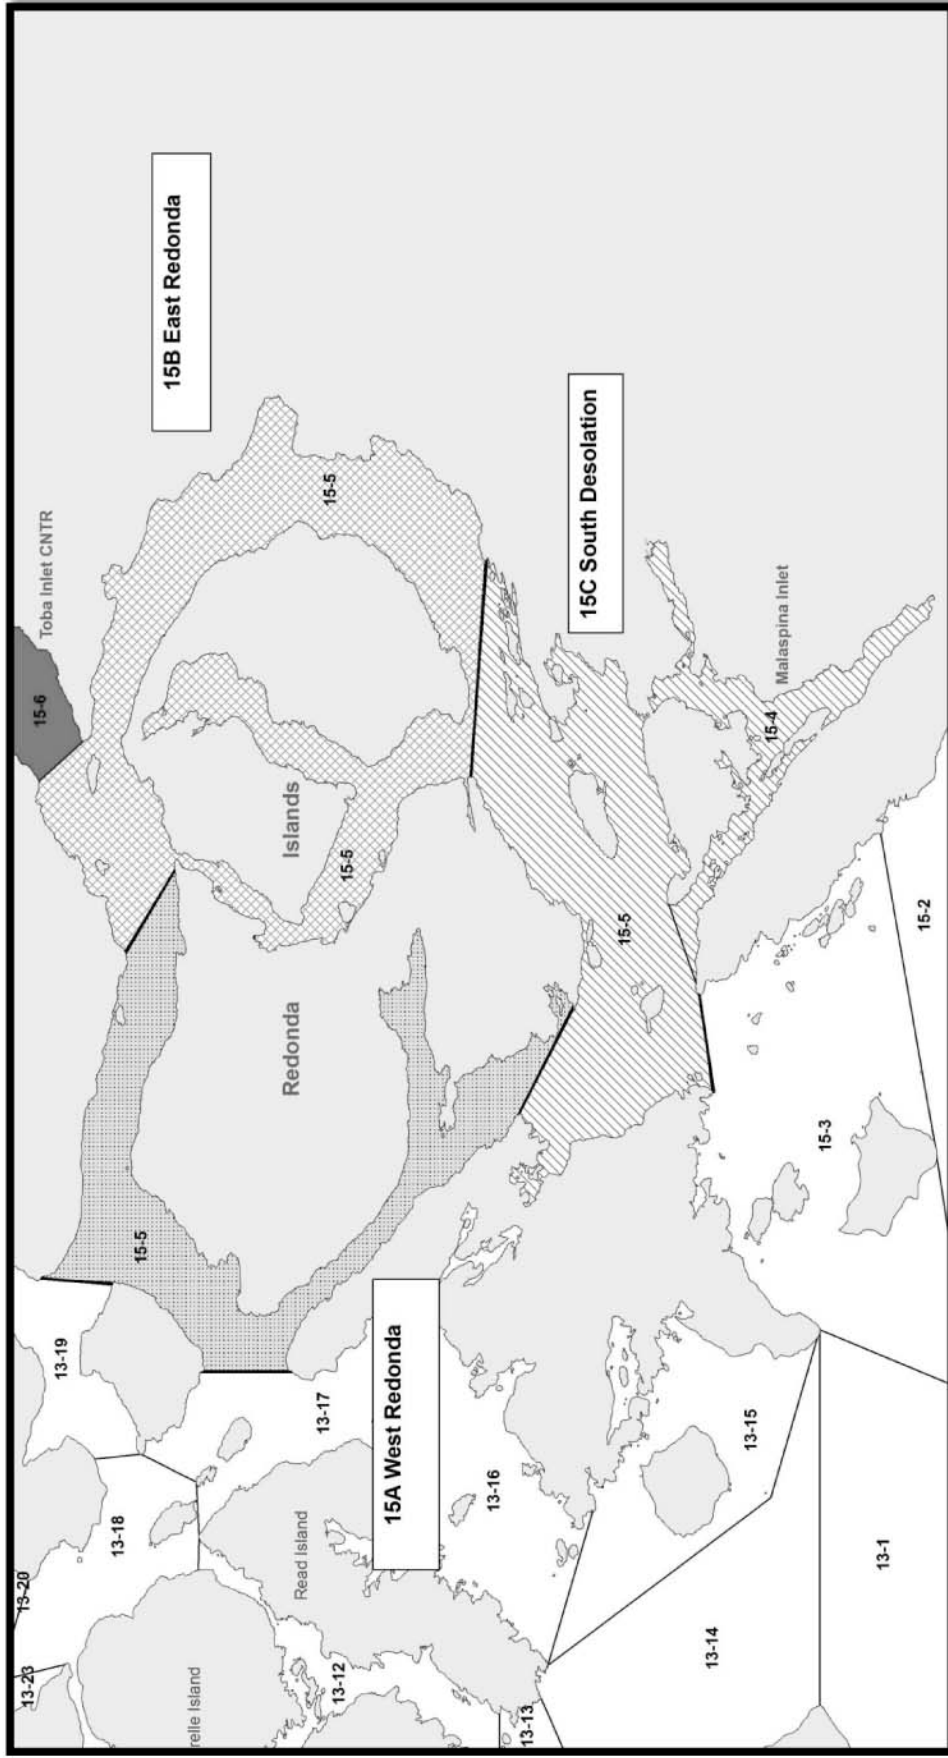 Toba Inlet CNTR
15-6
15B East Redonda
15-5
Islands
15-5
15C South Desolation
Malaspina Inlet
15-4
15-5
15-2
Redonda
15-3
15-5
13-19
13-17
15A West Redonda
13-15
13-16
13-18
13-20
Read Island
13-1
13-14
13-12
13-23
relle Island
13-13